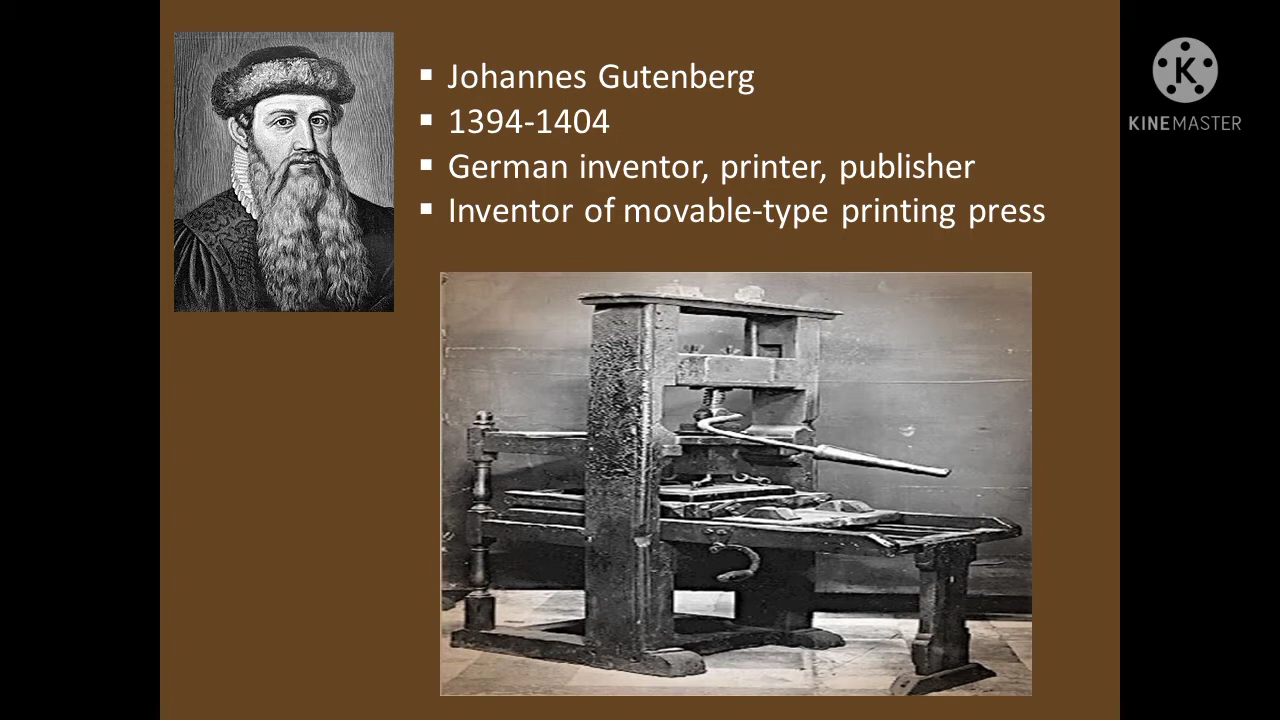 ▪ Johannes Gutenberg
▪ 1394-1404
▪ German inventor, printer, publisher
▪ Inventor of movable-type printing press
K
KINEMASTER